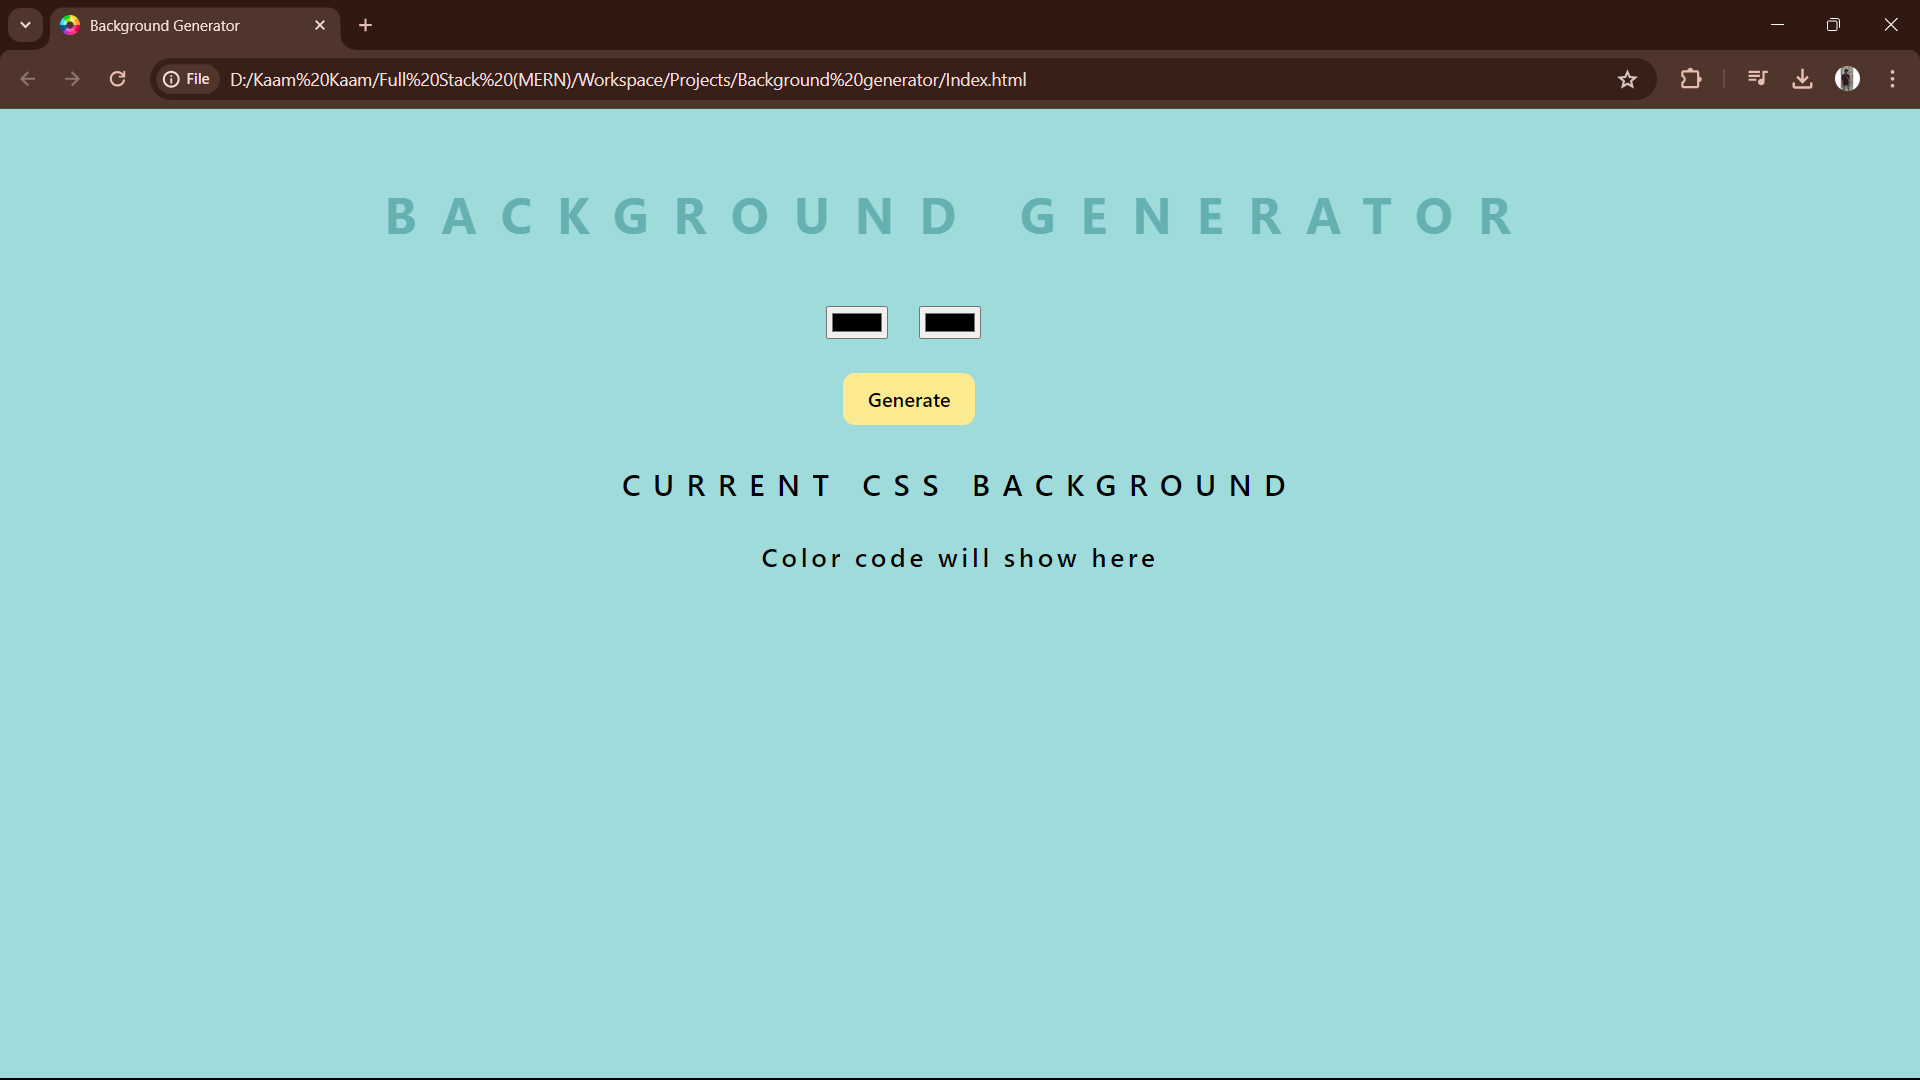 Background Generator
File D:/Kaam%20Kaam/Full%20Stack%20(MERN)/Workspace/Projects/Background%20generator/Index.html
BACKGROUND GENERATOR
Generate
CURRENT CSS BACKGROUND
Color code will show here